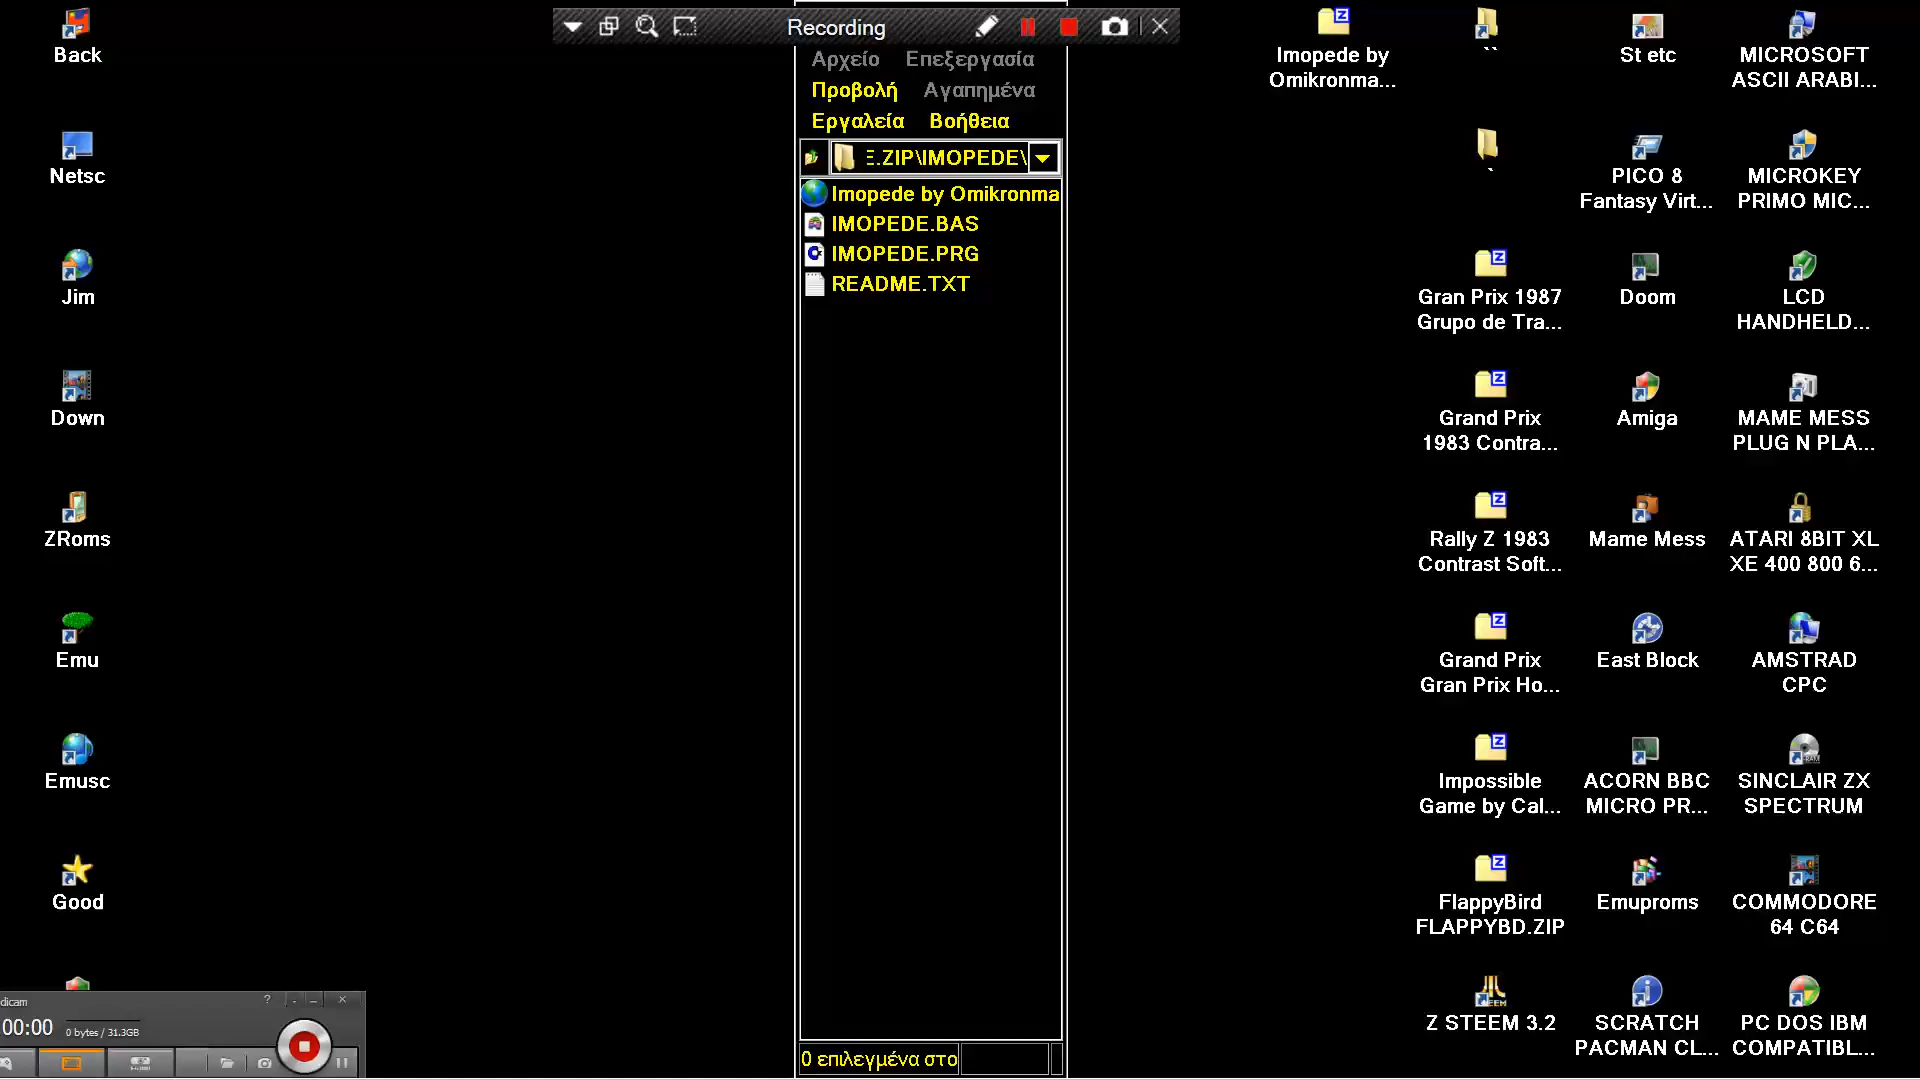 Recording
Αρχείο Επεξεργασία
Προβολή Αγαπημένα
Εργαλεία Βοήθεια
E.ZIP\IMOPEDE\
Imopede by Omikronma
IMOPEDE.BAS
IMOPEDE.PRG
README.TXT
0 επιλεγμένα στο
Back
Netsc
Jim
Down
ZRoms
Emu
Emusc
Good
dicam
00:00
0 bytes / 31.3GB
Imopede by
Omikronma...
``
`
Gran Prix 1987
Grupo de Tra...
Grand Prix
1983 Contra...
Rally Z 1983
Contrast Soft...
Grand Prix
Gran Prix Ho...
Impossible
Game by Cal...
FlappyBird
FLAPPYBD.ZIP
Z STEEM 3.2
St etc
PICO 8
Fantasy Virt...
Doom
Amiga
Mame Mess
East Block
ACORN BBC
MICRO PR...
Emuproms
SCRATCH
PACMAN CL...
MICROSOFT
ASCII ARABI...
MICROKEY
PRIMO MIC...
LCD
HANDHELD...
MAME MESS
PLUG N PLA...
ATARI 8BIT XL
XE 400 800 6...
AMSTRAD
CPC
SINCLAIR ZX
SPECTRUM
COMMODORE
64 C64
PC DOS IBM
COMPATIBL...